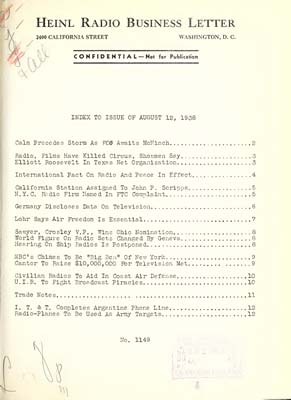 HEINL RADIO BUSINESS LETTER
2400 CALIFORNIA STREET WASHINGTON, D. C.
CONFIDENTIAL—Not for Publication
INDEX TO ISSUE OF AUGUST 12, 1938
Calm Precedes Storm As FCC Awaits McNinch.....2
Radio, Films Have Killed Circus, Showmen Say.....3
Elliott Roosevelt In Texas Net Organization.....3
International Pact On Radio And Peace In Effect.....4
California Station Assigned To John P. Scripps.....5
N.Y.C. Radio Firm Named In FTC Complaint.....5
Germany Discloses Data On Television.....6
Lohr Says Air Freedom Is Essential.....7
Sawyer, Crosley V.P., Wins Ohio Nomination.....8
World Figure On Radio Sets Changed By Geneva.....8
Hearing On Ship Radios Is Postponed.....8
NBC's Chimes To Be "Big Ben" Of New York.....9
Cantor To Raise $10,000,000 For Television Met.....9
Civilian Radios To Aid In Coast Air Defense.....10
U.I.R. To Fight Broadcast Piracies.....10
Trade Notes.....11
I. T. & T. Completes Argentine Phone Line.....12
Radio-Planes To Be Used As Army Targets.....12
No. 1149